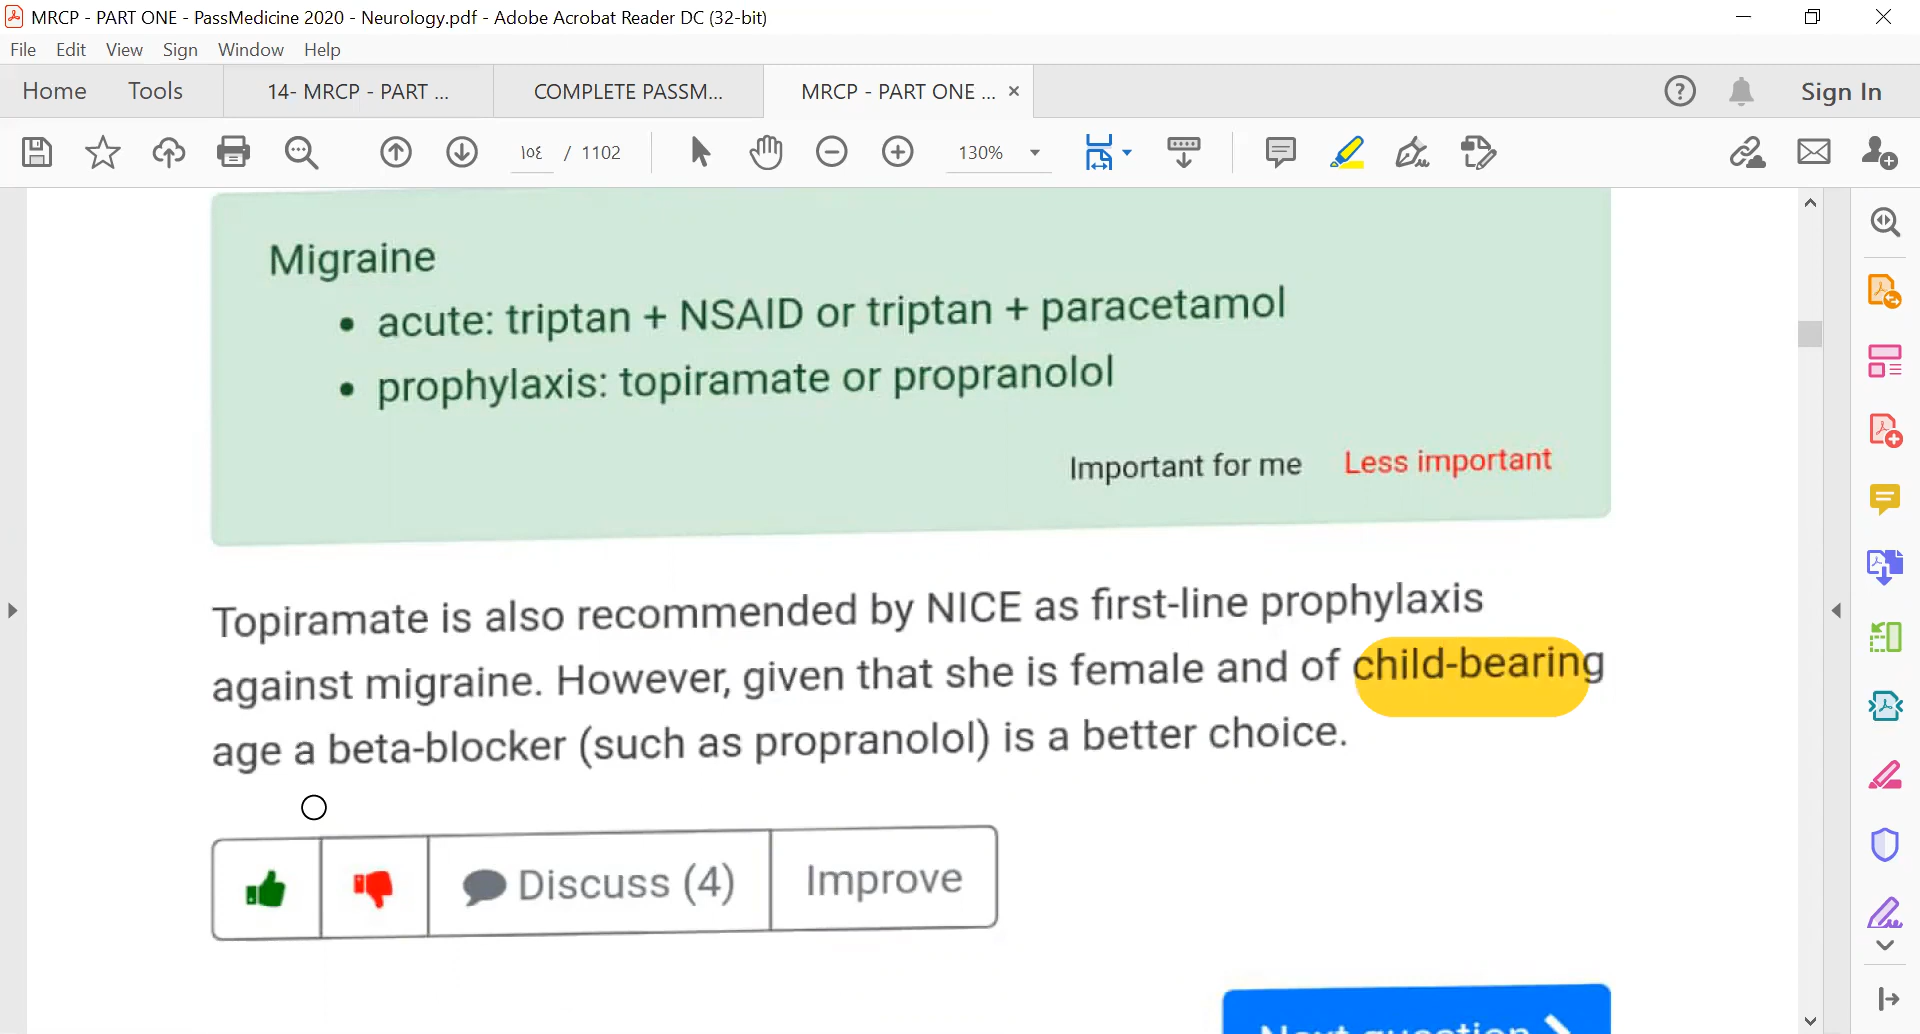 MRCP - PART ONE - PassMedicine 2020 - Neurology.pdf - Adobe Acrobat Reader DC (32-bit)
File Edit View Sign Window Help
Home Tools 14- MRCP - PART ... COMPLETE PASSM... MRCP - PART ONE ... × Sign In
١٥٤ / 1102 130%
Migraine
• acute: triptan + NSAID or triptan + paracetamol
• prophylaxis: topiramate or propranolol
Important for me Less important
Topiramate is also recommended by NICE as first-line prophylaxis
against migraine. However, given that she is female and of child-bearing
age a beta-blocker (such as propranolol) is a better choice.
Discuss (4) Improve
Next question